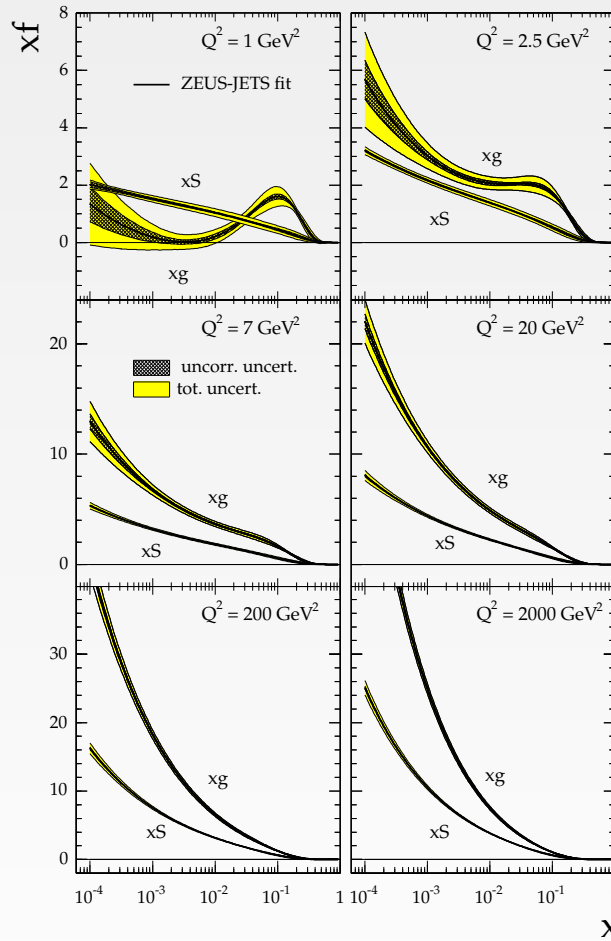 xf
8
6
4
2
0
Q² = 1 GeV²
ZEUS-JETS fit
xS
xg
Q² = 2.5 GeV²
xg
xS
20
10
0
Q² = 7 GeV²
uncorr. uncert.
tot. uncert.
xg
xS
Q² = 20 GeV²
xg
xS
30
20
10
0
Q² = 200 GeV²
xg
xS
Q² = 2000 GeV²
xg
xS
10⁻⁴ 10⁻³ 10⁻² 10⁻¹ 1 10⁻⁴ 10⁻³ 10⁻² 10⁻¹
x